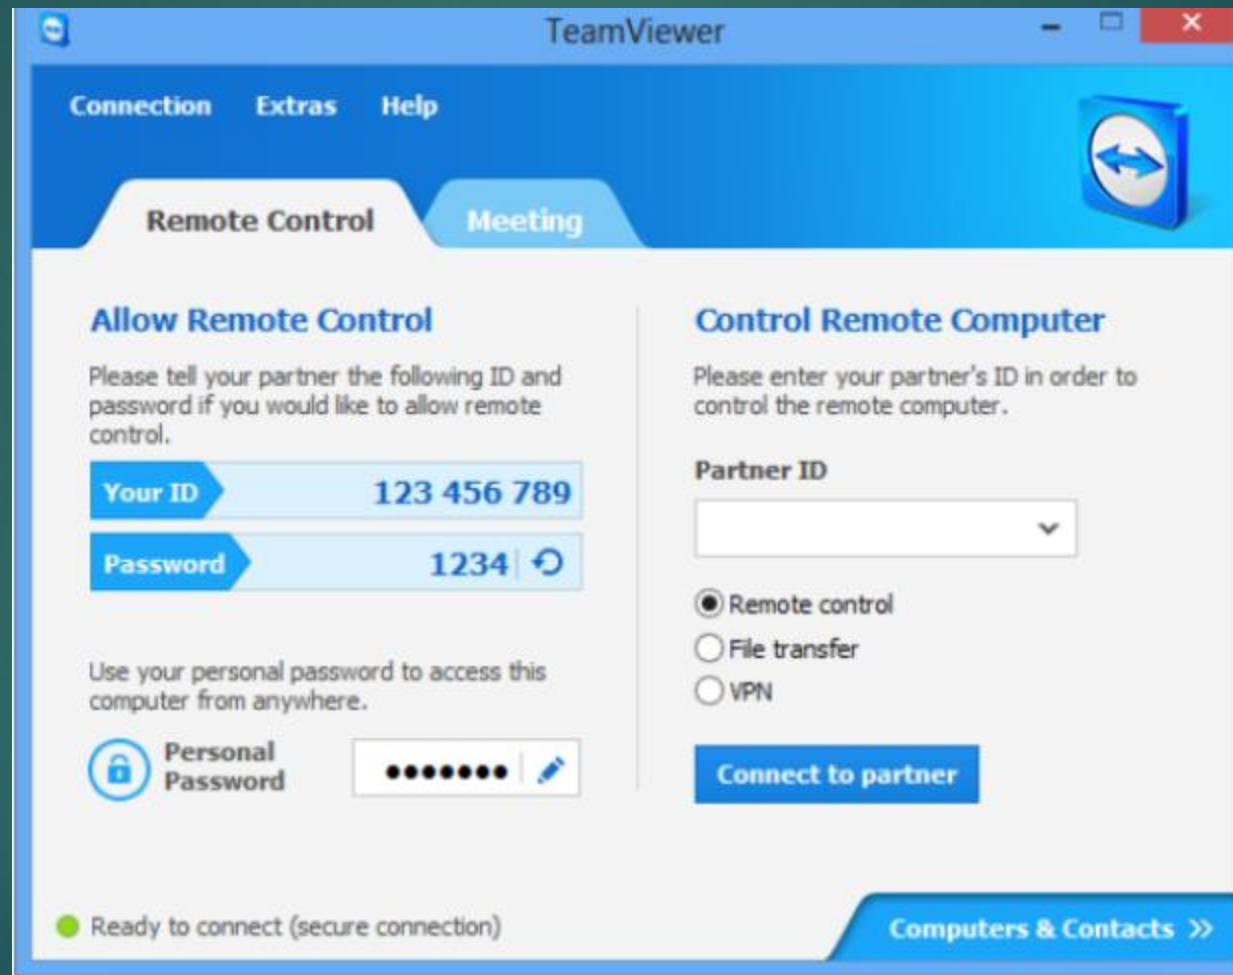 TeamViewer
Connection Extras Help
Remote Control Meeting
Allow Remote Control
Please tell your partner the following ID and
password if you would like to allow remote
control.
Your ID 123 456 789
Password 1234
Use your personal password to access this
computer from anywhere.
Personal
Password
Control Remote Computer
Please enter your partner's ID in order to
control the remote computer.
Partner ID
Remote control
File transfer
VPN
Connect to partner
Ready to connect (secure connection)
Computers & Contacts >>